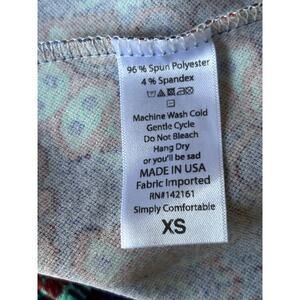 96 % Spun Polyester
4 % Spandex
Machine Wash Cold
Gentle Cycle
Do Not Bleach
Hang Dry
or you'll be sad
MADE IN USA
Fabric Imported
RN#142161
Simply Comfortable
XS